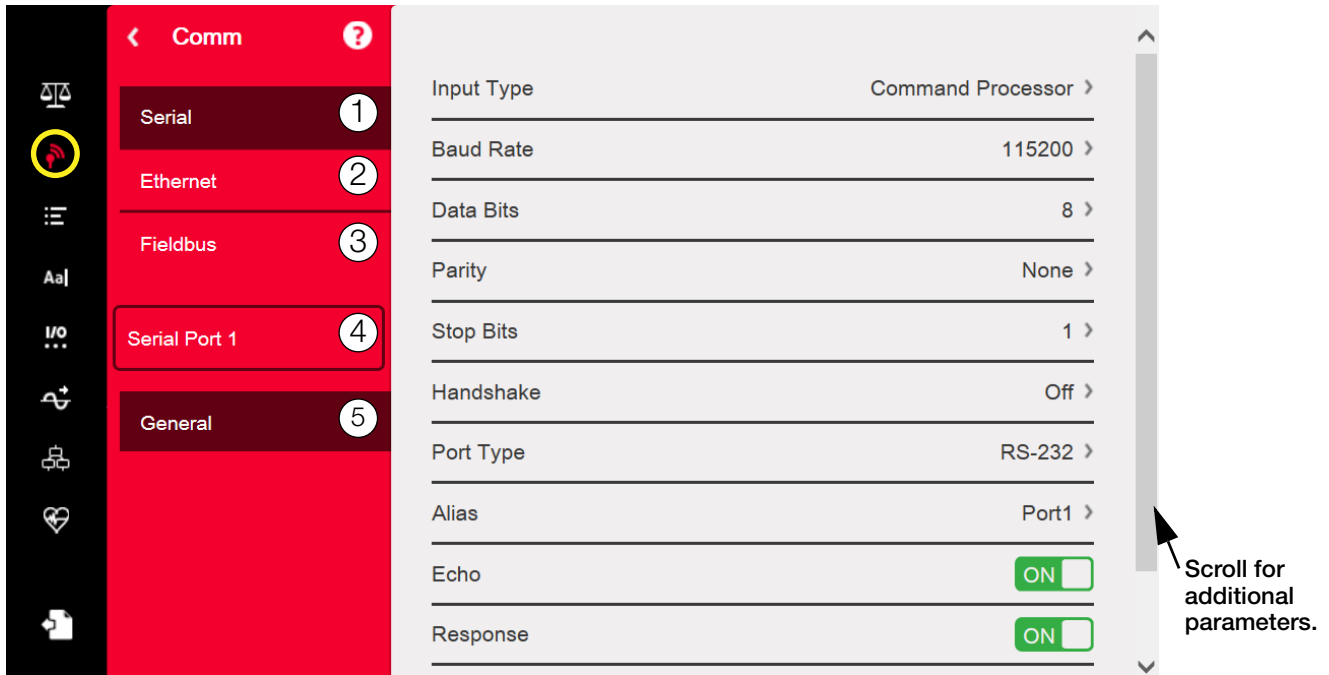 Comm ?
Serial 1
Ethernet 2
Fieldbus 3
Serial Port 1 4
General 5
Aa
I/O
Input Type Command Processor
Baud Rate 115200
Data Bits 8
Parity None
Stop Bits 1
Handshake Off
Port Type RS-232
Alias Port1
Echo ON
Response ON
Scroll for
additional
parameters.